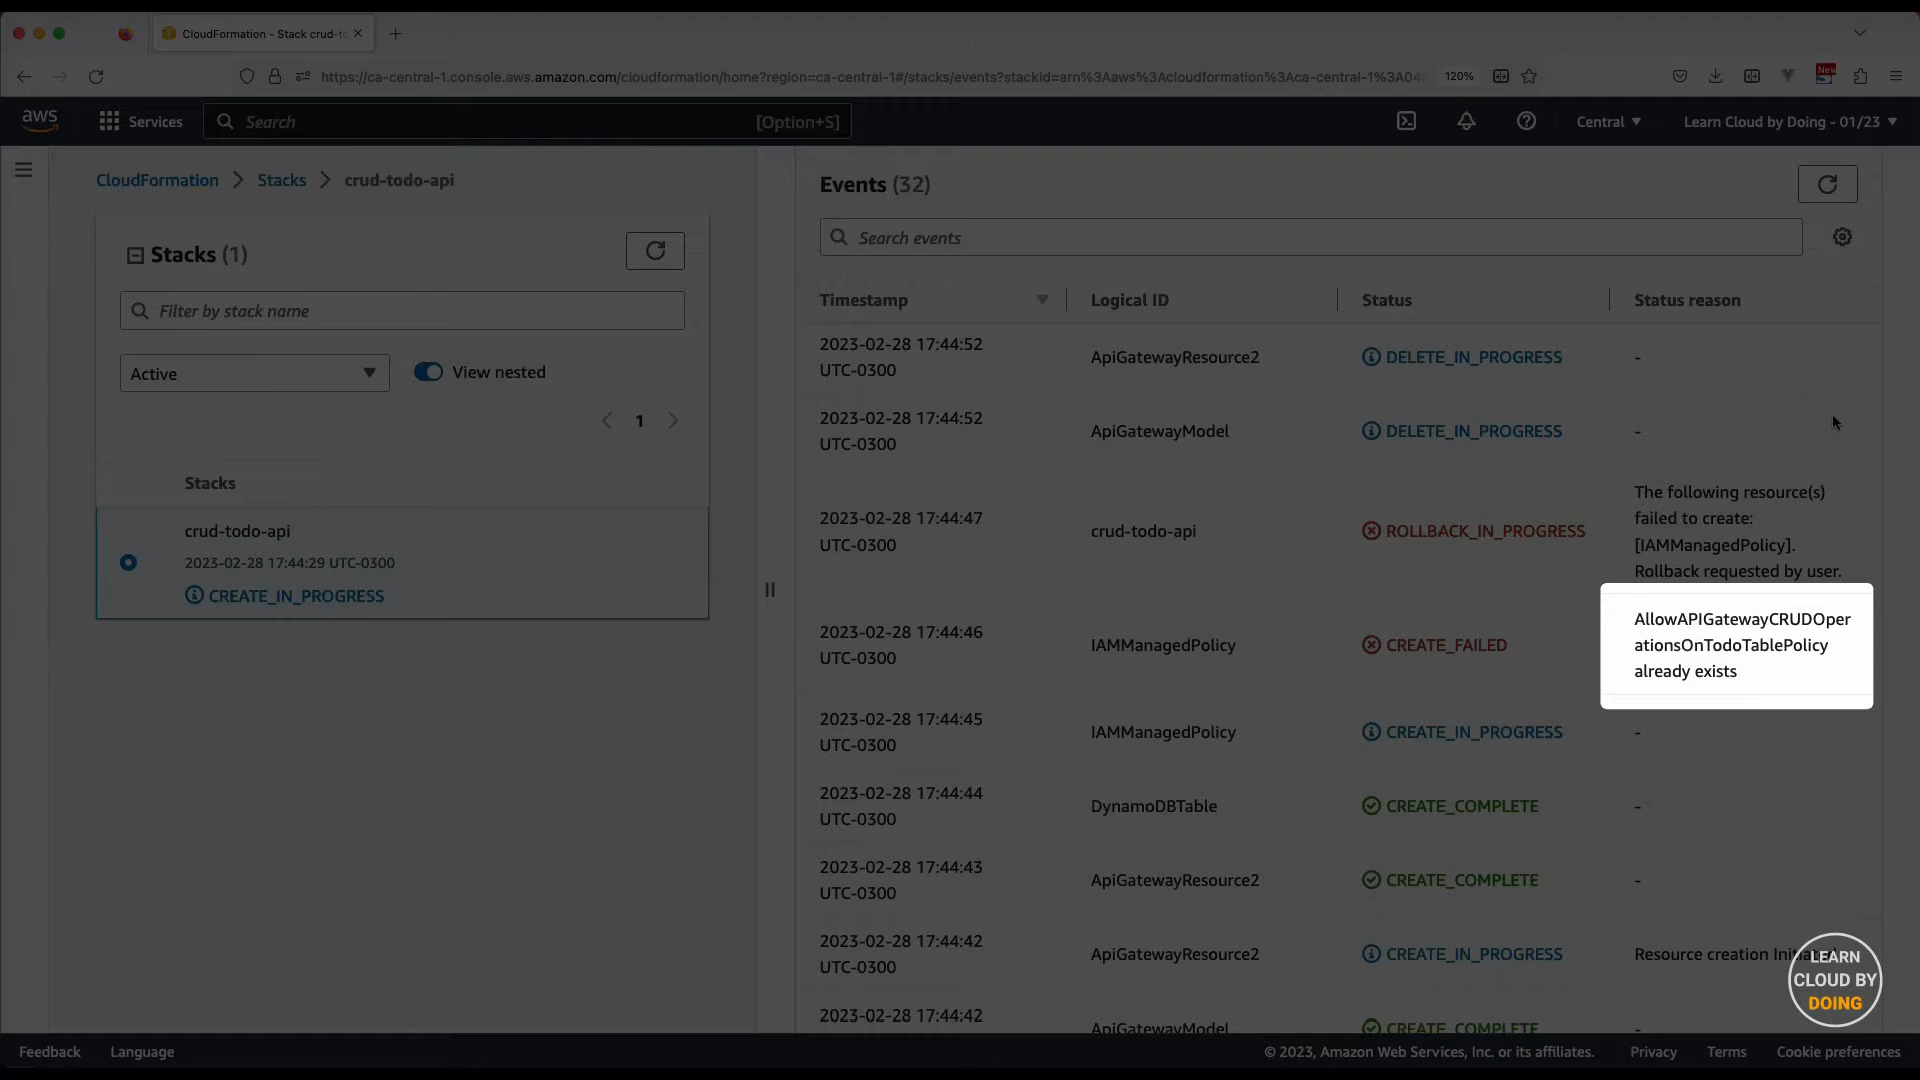 CloudFormation - Stack crud-to
https://ca-central-1.console.aws.amazon.com/cloudformation/home?region=ca-central-1#/stacks/events?stackId=arn%3Aaws%3Acloudformation%3Aca-central-1%3A04
120%
New
aws
Services
Search
[Option+S]
Central
Learn Cloud by Doing - 01/23
CloudFormation
Stacks
crud-todo-api
Stacks (1)
Filter by stack name
Active
View nested
1
Stacks
crud-todo-api
2023-02-28 17:44:29 UTC-0300
CREATE_IN_PROGRESS
Events (32)
Search events
Timestamp Logical ID Status Status reason
2023-02-28 17:44:52
UTC-0300
ApiGatewayResource2
DELETE_IN_PROGRESS
-
2023-02-28 17:44:52
UTC-0300
ApiGatewayModel
DELETE_IN_PROGRESS
-
2023-02-28 17:44:47
UTC-0300
crud-todo-api
ROLLBACK_IN_PROGRESS
The following resource(s)
failed to create:
[IAMManagedPolicy].
Rollback requested by user.
2023-02-28 17:44:46
UTC-0300
IAMManagedPolicy
CREATE_FAILED
AllowAPIGatewayCRUDOper
ationsOnTodoTablePolicy
already exists
2023-02-28 17:44:45
UTC-0300
IAMManagedPolicy
CREATE_IN_PROGRESS
-
2023-02-28 17:44:44
UTC-0300
DynamoDBTable
CREATE_COMPLETE
-
2023-02-28 17:44:43
UTC-0300
ApiGatewayResource2
CREATE_COMPLETE
-
2023-02-28 17:44:42
UTC-0300
ApiGatewayResource2
CREATE_IN_PROGRESS
Resource creation
2023-02-28 17:44:42
ApiGatewayModel
CREATE_COMPLETE
-
LEARN
CLOUD BY
DOING
Feedback
Language
© 2023, Amazon Web Services, Inc. or its affiliates.
Privacy
Terms
Cookie preferences